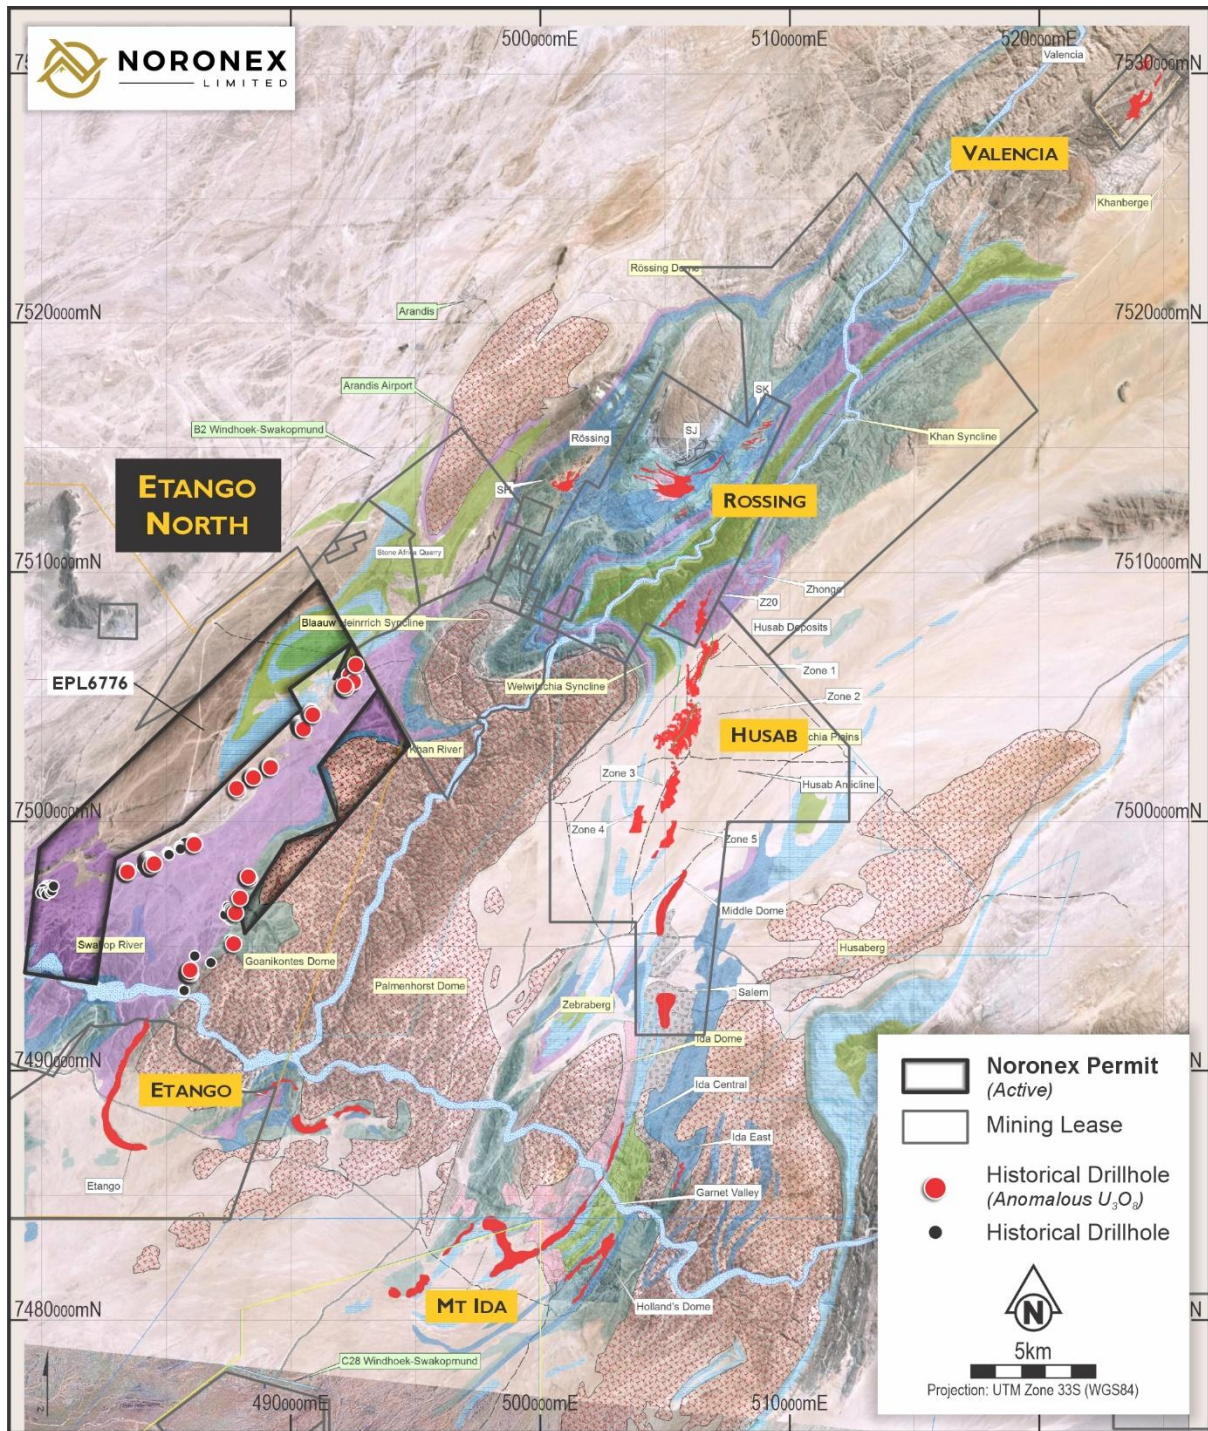 NORONEX
LIMITED
500000mE
510000mE
520000mE
Valencia
7530000mN
VALENCIA
Khanberge
Rössing Dome
7520000mN
Arandis
7520000mN
Arandis Airport
SK
B2 Windhoek-Swakopmund
Rössing
SJ
Khan Syncline
ETANGO
NORTH
SH
ROSSING
Stone Africa Quarry
7510000mN
7510000mN
Zhonge
Z20
Blaauw Heinrrich Syncline
Husab Deposits
EPL6776
Zone 1
Welwitschia Syncline
Zone 2
HUSAB
chia Plains
Khan River
Zone 3
Husab Anticline
7500000mN
7500000mN
Zone 4
Zone 5
Middle Dome
Swakop River
Goanikontes Dome
Husaberg
Palmenhorst Dome
Salem
Zebraberg
Ida Dome
7490000mN
N
ETANGO
Ida Central
Ida East
Etango
Garnet Valley
MT IDA
Holland's Dome
7480000mN
N
C28 Windhoek-Swakopmund
490000mE
500000mE
510000mE
Noronex Permit
(Active)
Mining Lease
Historical Drillhole
(Anomalous U₃O₈)
Historical Drillhole
N
5km
Projection: UTM Zone 33S (WGS84)